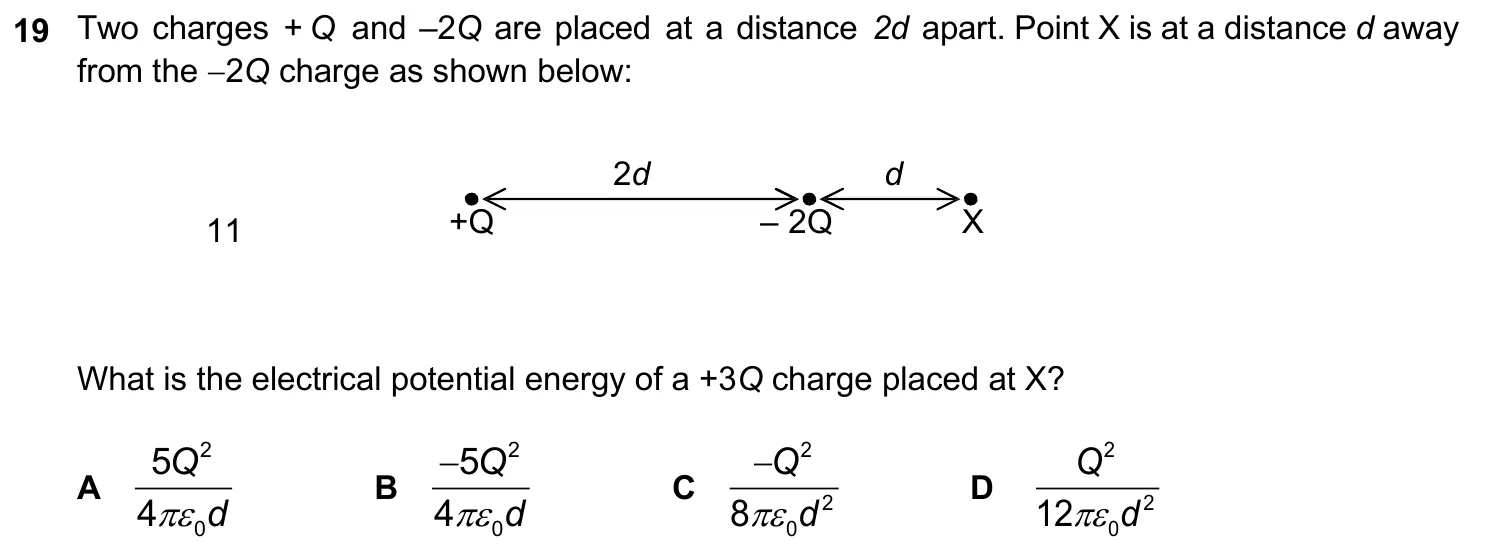 19 Two charges + Q and –2Q are placed at a distance 2d apart. Point X is at a distance d away
from the –2Q charge as shown below:
2d d
+Q – 2Q X
11
What is the electrical potential energy of a +3Q charge placed at X?
A 5Q²/4πε₀d B –5Q²/4πε₀d C –Q²/8πε₀d² D Q²/12πε₀d²